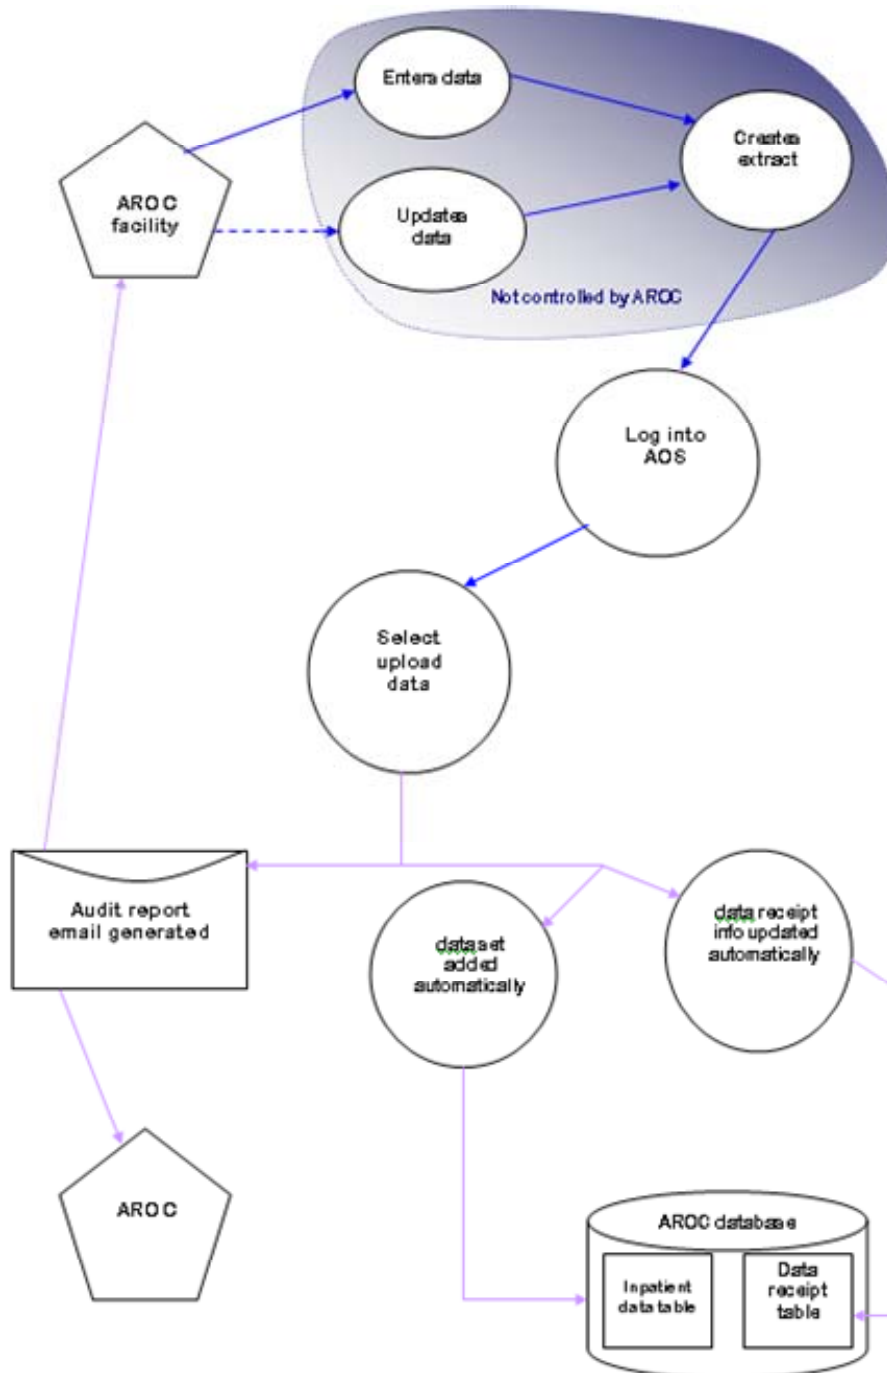 Enters data
Creates
extract
AROC
facility
Updates
data
Not controlled by AROC
Log into
AOS
Select
upload
data
Audit report
email generated
data set
added
automatically
data receipt
info updated
automatically
AROC
AROC database
Inpatient
data table
Data
receipt
table